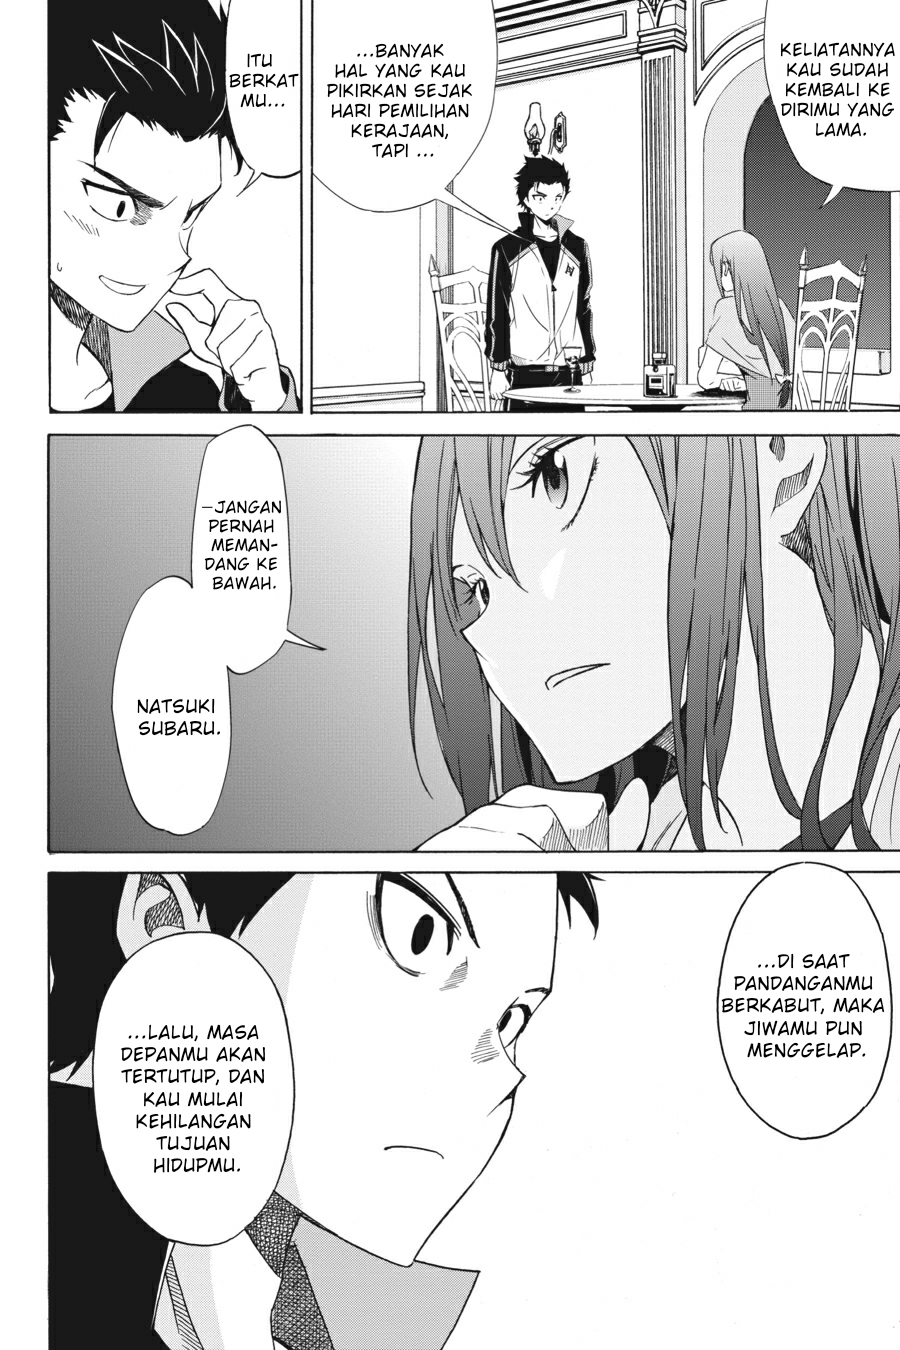 KELIATANNYA
KAU SUDAH
KEMBALI KE
DIRIMU YANG
LAMA.
...BANYAK
HAL YANG KAU
PIKIRKAN SEJAK
HARI PEMILIHAN
KERAJAAN,
TAPI ...
ITU
BERKAT
MU...
–JANGAN
PERNAH
MEMAN-
DANG KE
BAWAH.
NATSUKI
SUBARU.
...DI SAAT
PANDANGANMU
BERKABUT, MAKA
JIWAMU PUN
MENGGELAP.
...LALU, MASA
DEPANMU AKAN
TERTUTUP, DAN
KAU MULAI
KEHILANGAN
TUJUAN
HIDUPMU.